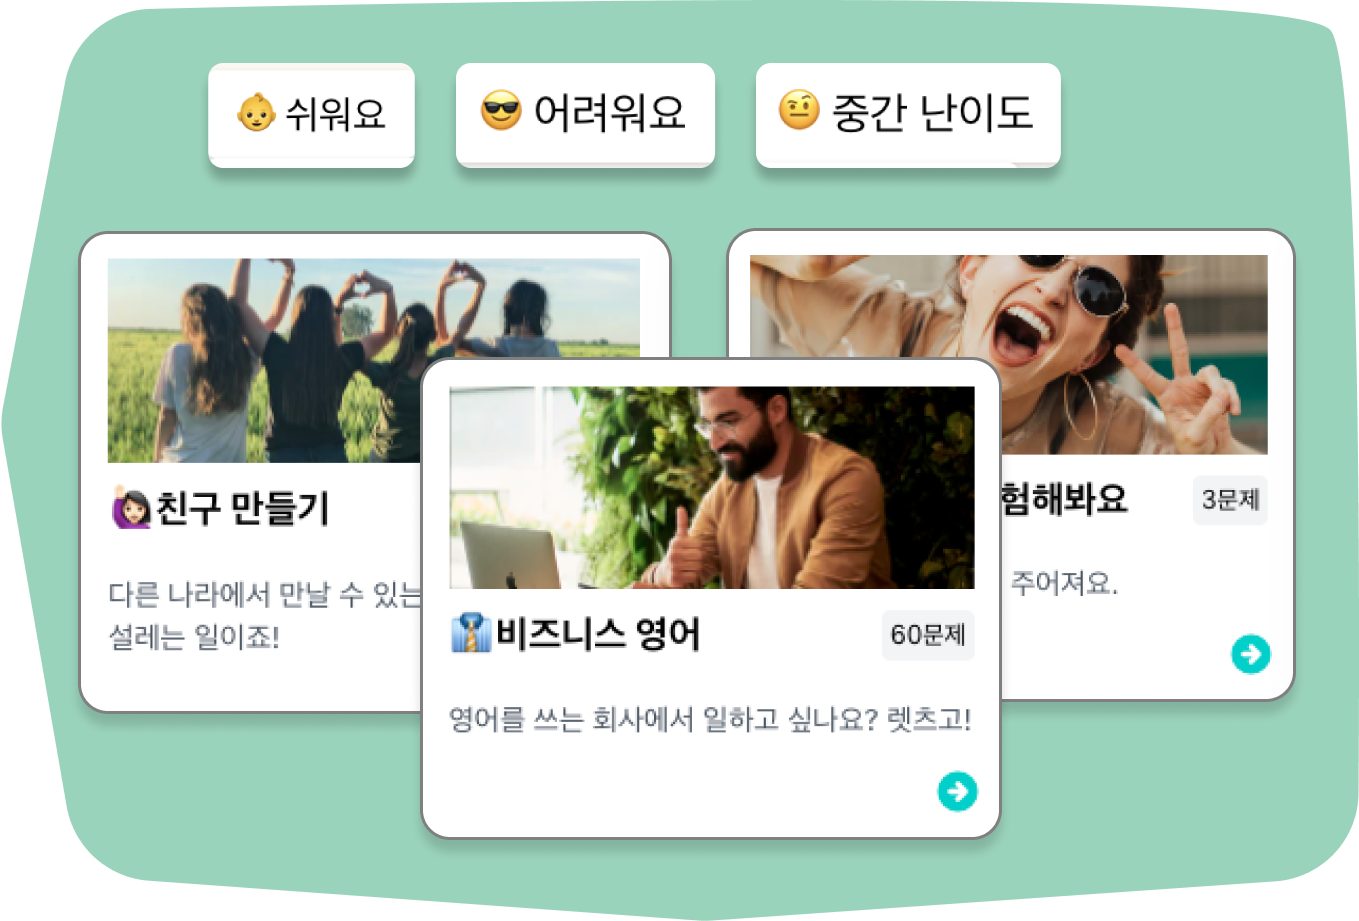 👶 쉬워요
😎 어려워요
🤨 중간 난이도
🙋🏻‍♀️친구 만들기
다른 나라에서 만날 수 있는
설레는 일이죠!
👔비즈니스 영어
60문제
영어를 쓰는 회사에서 일하고 싶나요? 렛츠고!
험해봐요
3문제
주어져요.